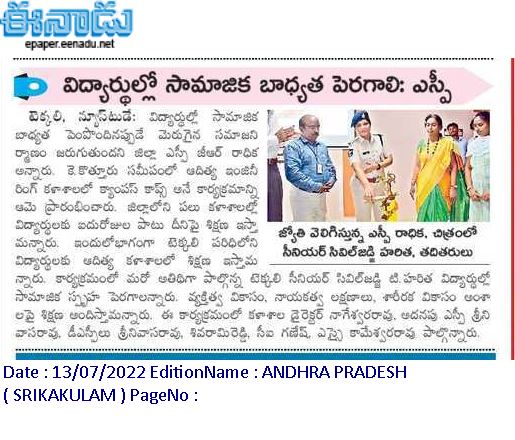 ఈనాడు
epaper.eenadu.net
విద్యార్థుల్లో సామాజిక బాధ్యత పెరగాలి: ఎస్పీ
టెక్కలి, న్యూస్‌టుడే: విద్యార్థుల్లో సామాజిక
బాధ్యత పెంపొందినప్పుడే మెరుగైన సమాజని
ర్మాణం జరుగుతుందని జిల్లా ఎస్పీ జీఆర్ రాధిక
అన్నారు. కె.కొత్తూరు సమీపంలో ఆదిత్య ఇంజినీ
రింగ్ కళాశాలలో క్యాంపస్ కాప్స్ అనే కార్యక్రమాన్ని
ఆమె ప్రారంభించారు. జిల్లాలోని పలు కళాశాలల్లో
విద్యార్థులకు ఐదురోజుల పాటు దీనిపై శిక్షణ ఇస్తా
మన్నారు. ఇందులోభాగంగా టెక్కలి పరిధిలోని
విద్యార్థులకు ఆదిత్య కళాశాలలో శిక్షణ ఇస్తామ
న్నారు. కార్యక్రమంలో మరో అతిథిగా పాల్గొన్న టెక్కలి సీనియర్ సివిల్‌జడ్జి టి.హరిత విద్యార్థుల్లో
సామాజిక స్పృహ పెరగాలన్నారు. వ్యక్తిత్వ వికాసం, నాయకత్వ లక్షణాలు, శారీరక వికాసం అంశా
లపై శిక్షణ అందిస్తామన్నారు. ఈ కార్యక్రమంలో కళాశాల డైరెక్టర్ నాగేశ్వరరావు, అదనపు ఎస్పీ శ్రీని
వాసరావు, డీఎస్పీలు శ్రీనివాసరావు, శివరామిరెడ్డి, సీఐ గణేష్, ఎస్సై కామేశ్వరరావు పాల్గొన్నారు.
జ్యోతి వెలిగిస్తున్న ఎస్పీ రాధిక, చిత్రంలో
సీనియర్ సివిల్‌జడ్జి హరిత, తదితరులు
Date : 13/07/2022 EditionName : ANDHRA PRADESH
( SRIKAKULAM ) PageNo :